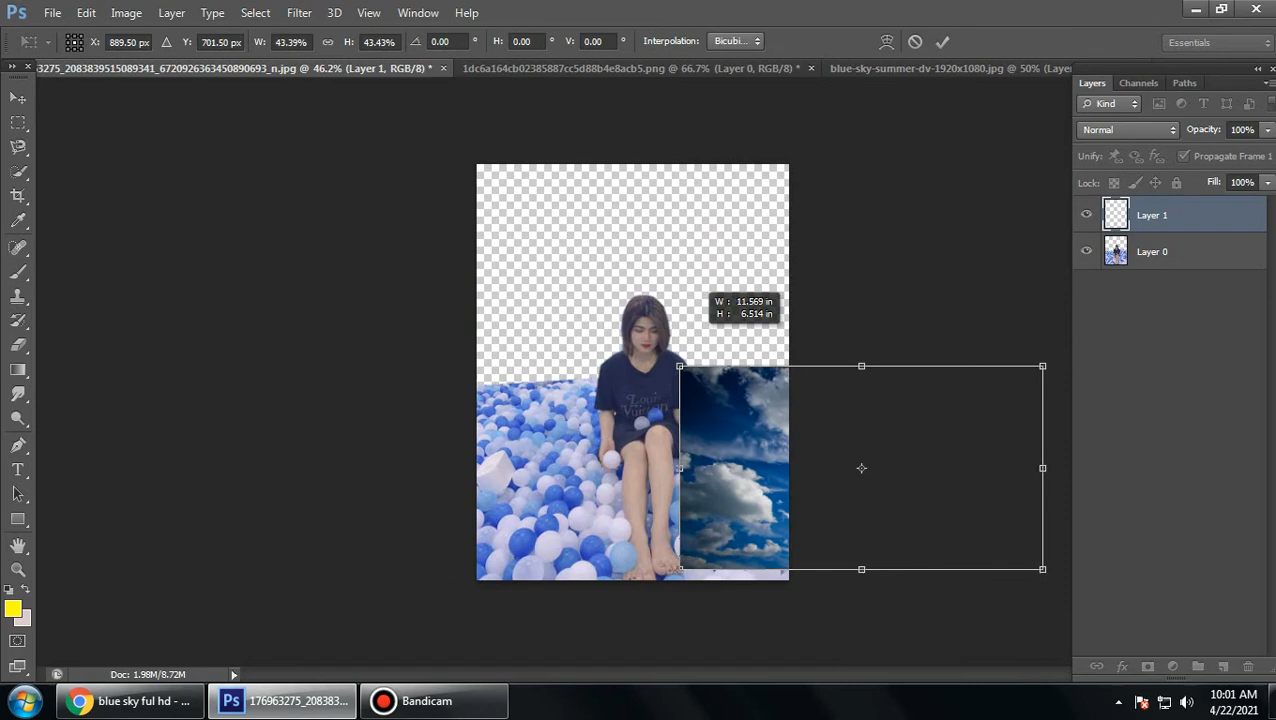 Ps File Edit Image Layer Type Select Filter 3D View Window Help
X: 889.50 px Y: 701.50 px W: 43.39% H: 43.43% 0.00 ° H: 0.00 ° V: 0.00 ° Interpolation: Bicubi... Essentials
3275_2083839515089341_6720926363450890693_n.jpg @ 46.2% (Layer 1, RGB/8) * × 1dc6a164cb02385887cc5d88b4e8acb5.png @ 66.7% (Layer 0, RGB/8) * × blue-sky-summer-dv-1920x1080.jpg @ 50% (Laye
Layers Channels Paths
Kind T
Normal Opacity: 100%
Unify: Propagate Frame 1
Lock: Fill: 100%
Layer 1
Layer 0
W: 11.569 in
H: 6.514 in
Louis
Vuitton
T
fx
Doc: 1.98M/8.72M
blue sky ful hd - ... Ps 176963275_208383... Bandicam
10:01 AM
4/22/2021